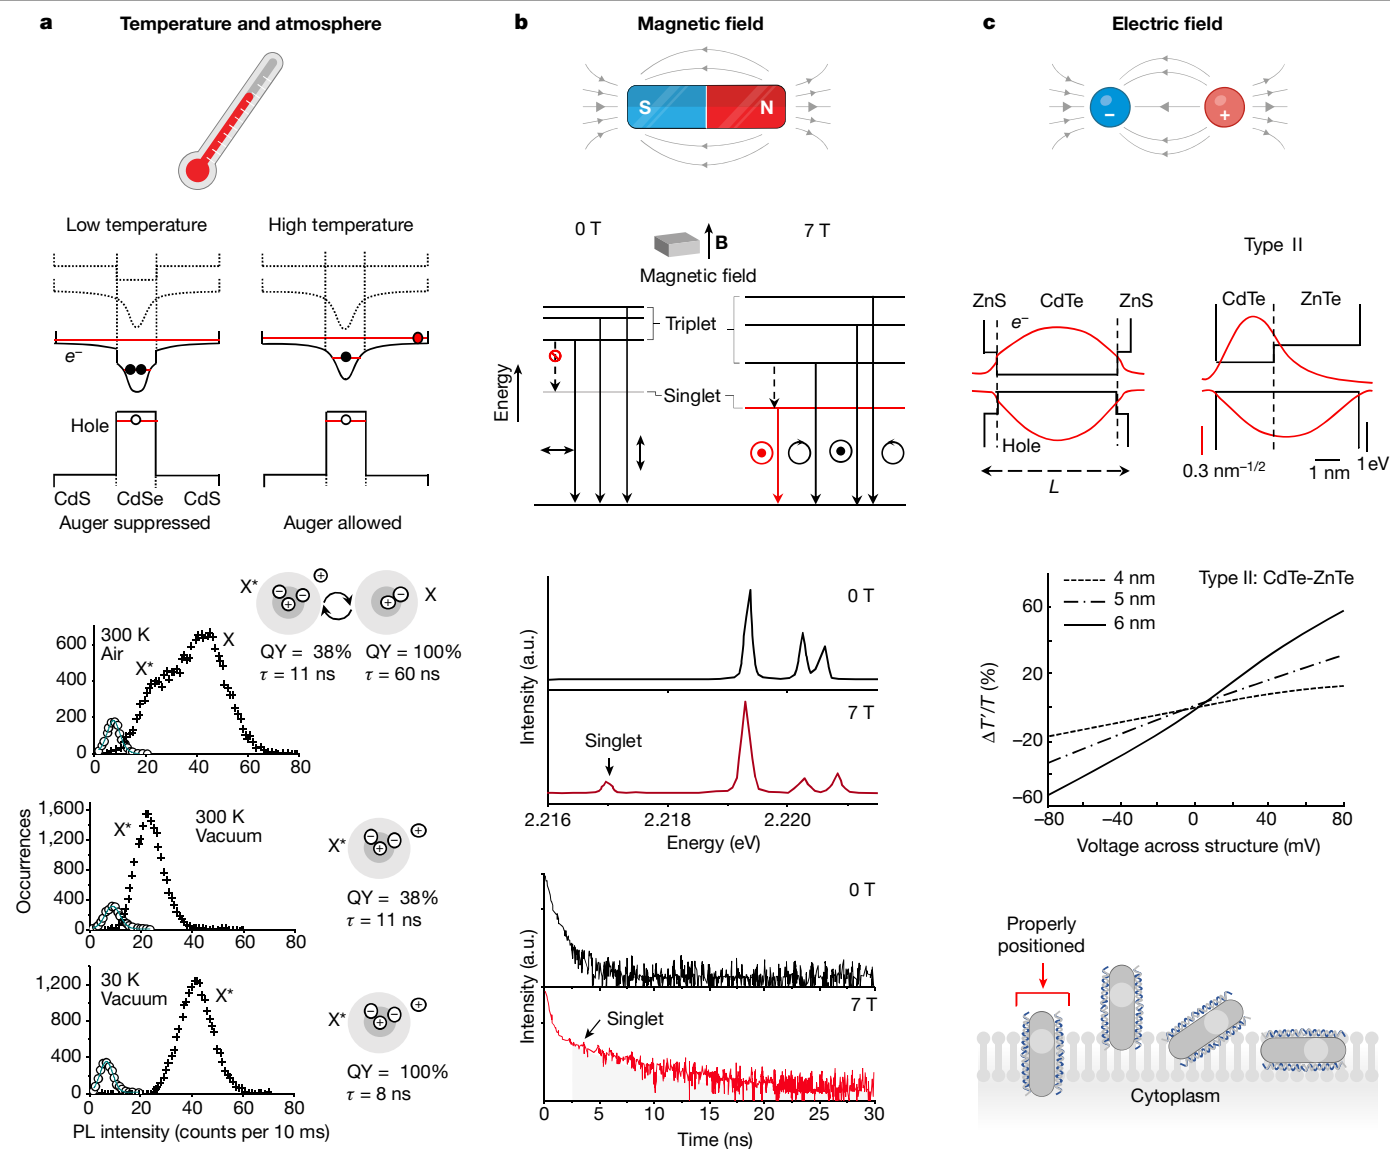 a Temperature and atmosphere
Low temperature High temperature
e−
Hole
CdS CdSe CdS
Auger suppressed Auger allowed
X* − − + + + − X
QY = 38% QY = 100%
τ = 11 ns τ = 60 ns
300 K
Air
X* X
600
400
200
0
0 20 40 60 80
Occurrences
300 K
Vacuum
X*
1,600
1,200
800
400
0
0 20 40 60 80
X* − − + +
QY = 38%
τ = 11 ns
30 K
Vacuum
X*
1,200
800
400
0
0 20 40 60 80
X* − − + +
QY = 100%
τ = 8 ns
PL intensity (counts per 10 ms)
b Magnetic field
S N
0 T B 7 T
Magnetic field
Triplet
Singlet
Energy
0 T
7 T
Singlet
Intensity (a.u.)
2.216 2.218 2.220
Energy (eV)
0 T
7 T
Singlet
Intensity (a.u.)
0 5 10 15 20 25 30
Time (ns)
c Electric field
− +
Type II
ZnS CdTe ZnS
e−
Hole
L
CdTe ZnTe
0.3 nm−1/2
1 nm
1 eV
4 nm
5 nm
6 nm
Type II: CdTe-ZnTe
60
20
−20
−60
ΔT′/T (%)
−80 −40 0 40 80
Voltage across structure (mV)
Properly
positioned
Cytoplasm